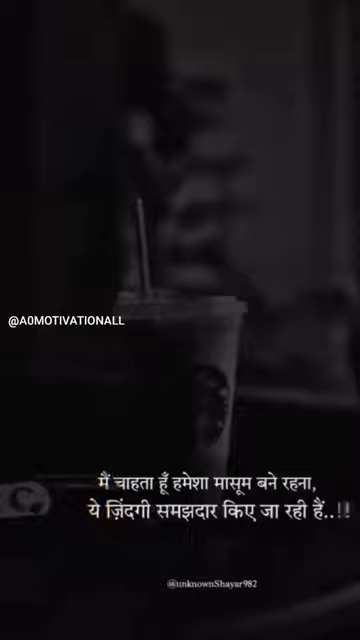 @A0MOTIVATIONALL
मैं चाहता हूँ हमेशा मासूम बने रहना,
ये ज़िंदगी समझदार किए जा रही हैं..!!
@unknownShayar982